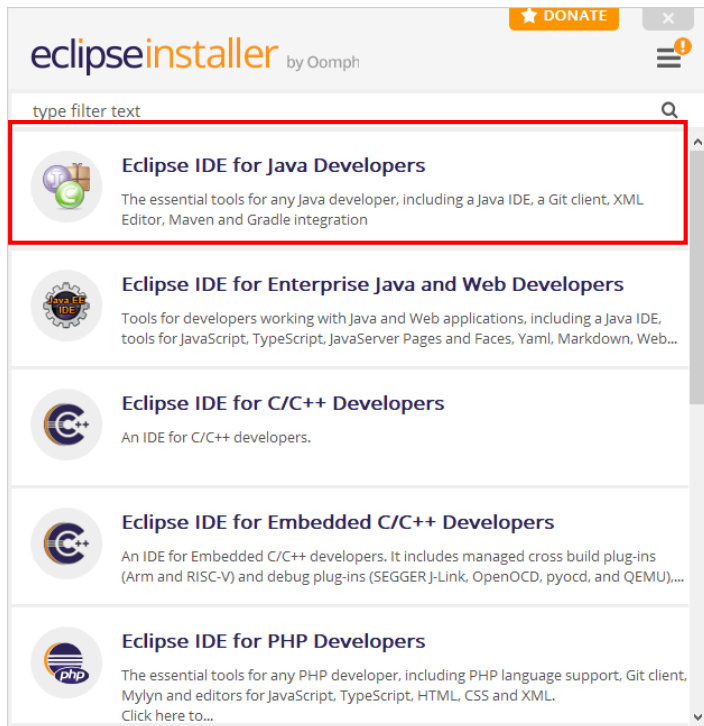 DONATE
eclipseinstaller by Oomph
type filter text
Eclipse IDE for Java Developers
The essential tools for any Java developer, including a Java IDE, a Git client, XML
Editor, Maven and Gradle integration
Java EE
IDE
Eclipse IDE for Enterprise Java and Web Developers
Tools for developers working with Java and Web applications, including a Java IDE,
tools for JavaScript, TypeScript, JavaServer Pages and Faces, Yaml, Markdown, Web...
C++
Eclipse IDE for C/C++ Developers
An IDE for C/C++ developers.
C++
Eclipse IDE for Embedded C/C++ Developers
An IDE for Embedded C/C++ developers. It includes managed cross build plug-ins
(Arm and RISC-V) and debug plug-ins (SEGGER J-Link, OpenOCD, pyocd, and QEMU),...
php
Eclipse IDE for PHP Developers
The essential tools for any PHP developer, including PHP language support, Git client,
Mylyn and editors for JavaScript, TypeScript, HTML, CSS and XML.
Click here to...